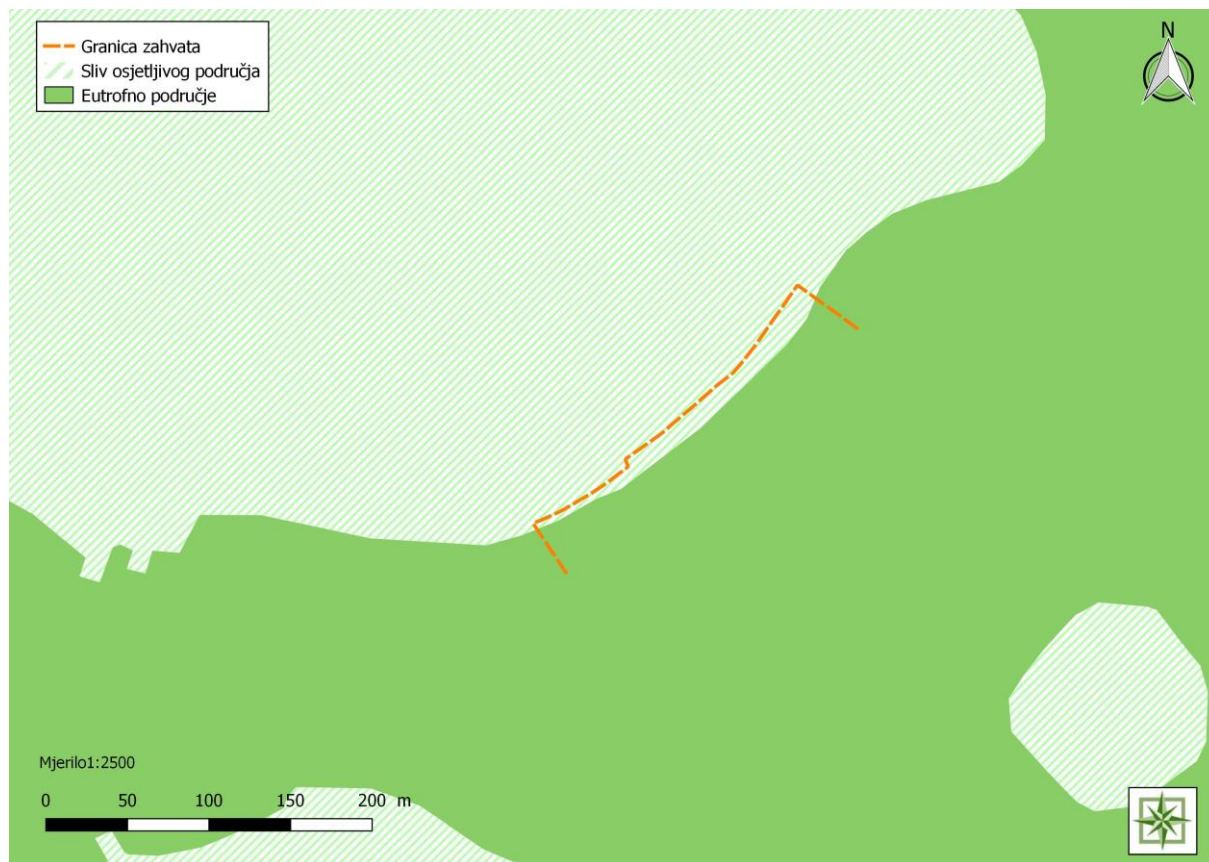 Granica zahvata
Sliv osjetljivog područja
Eutrofno područje
N
Mjerilo1:2500
0 50 100 150 200 m